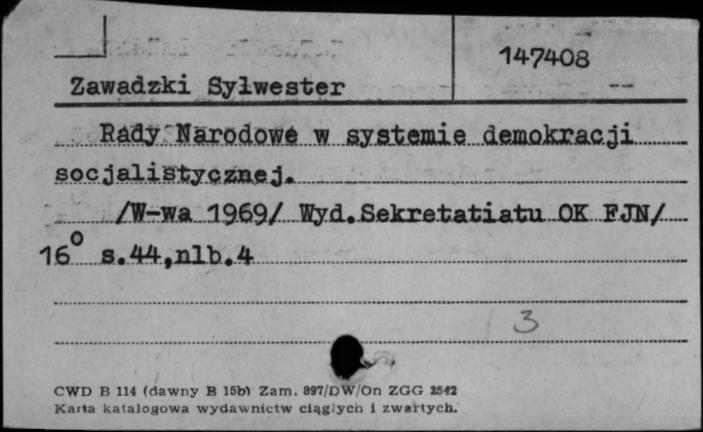 147408
Zawadzki Sylwester
Rady Narodowe w systemie demokracji
socjalistycznej.
/W-wa 1969/ Wyd.Sekretatiatu OK FJN/
16° s.44,nlb.4
3
CWD B 114 (dawny B 15b) Zam. 897/DW/On ZGG 2542
Karta katalogowa wydawnictw ciągłych i zwartych.